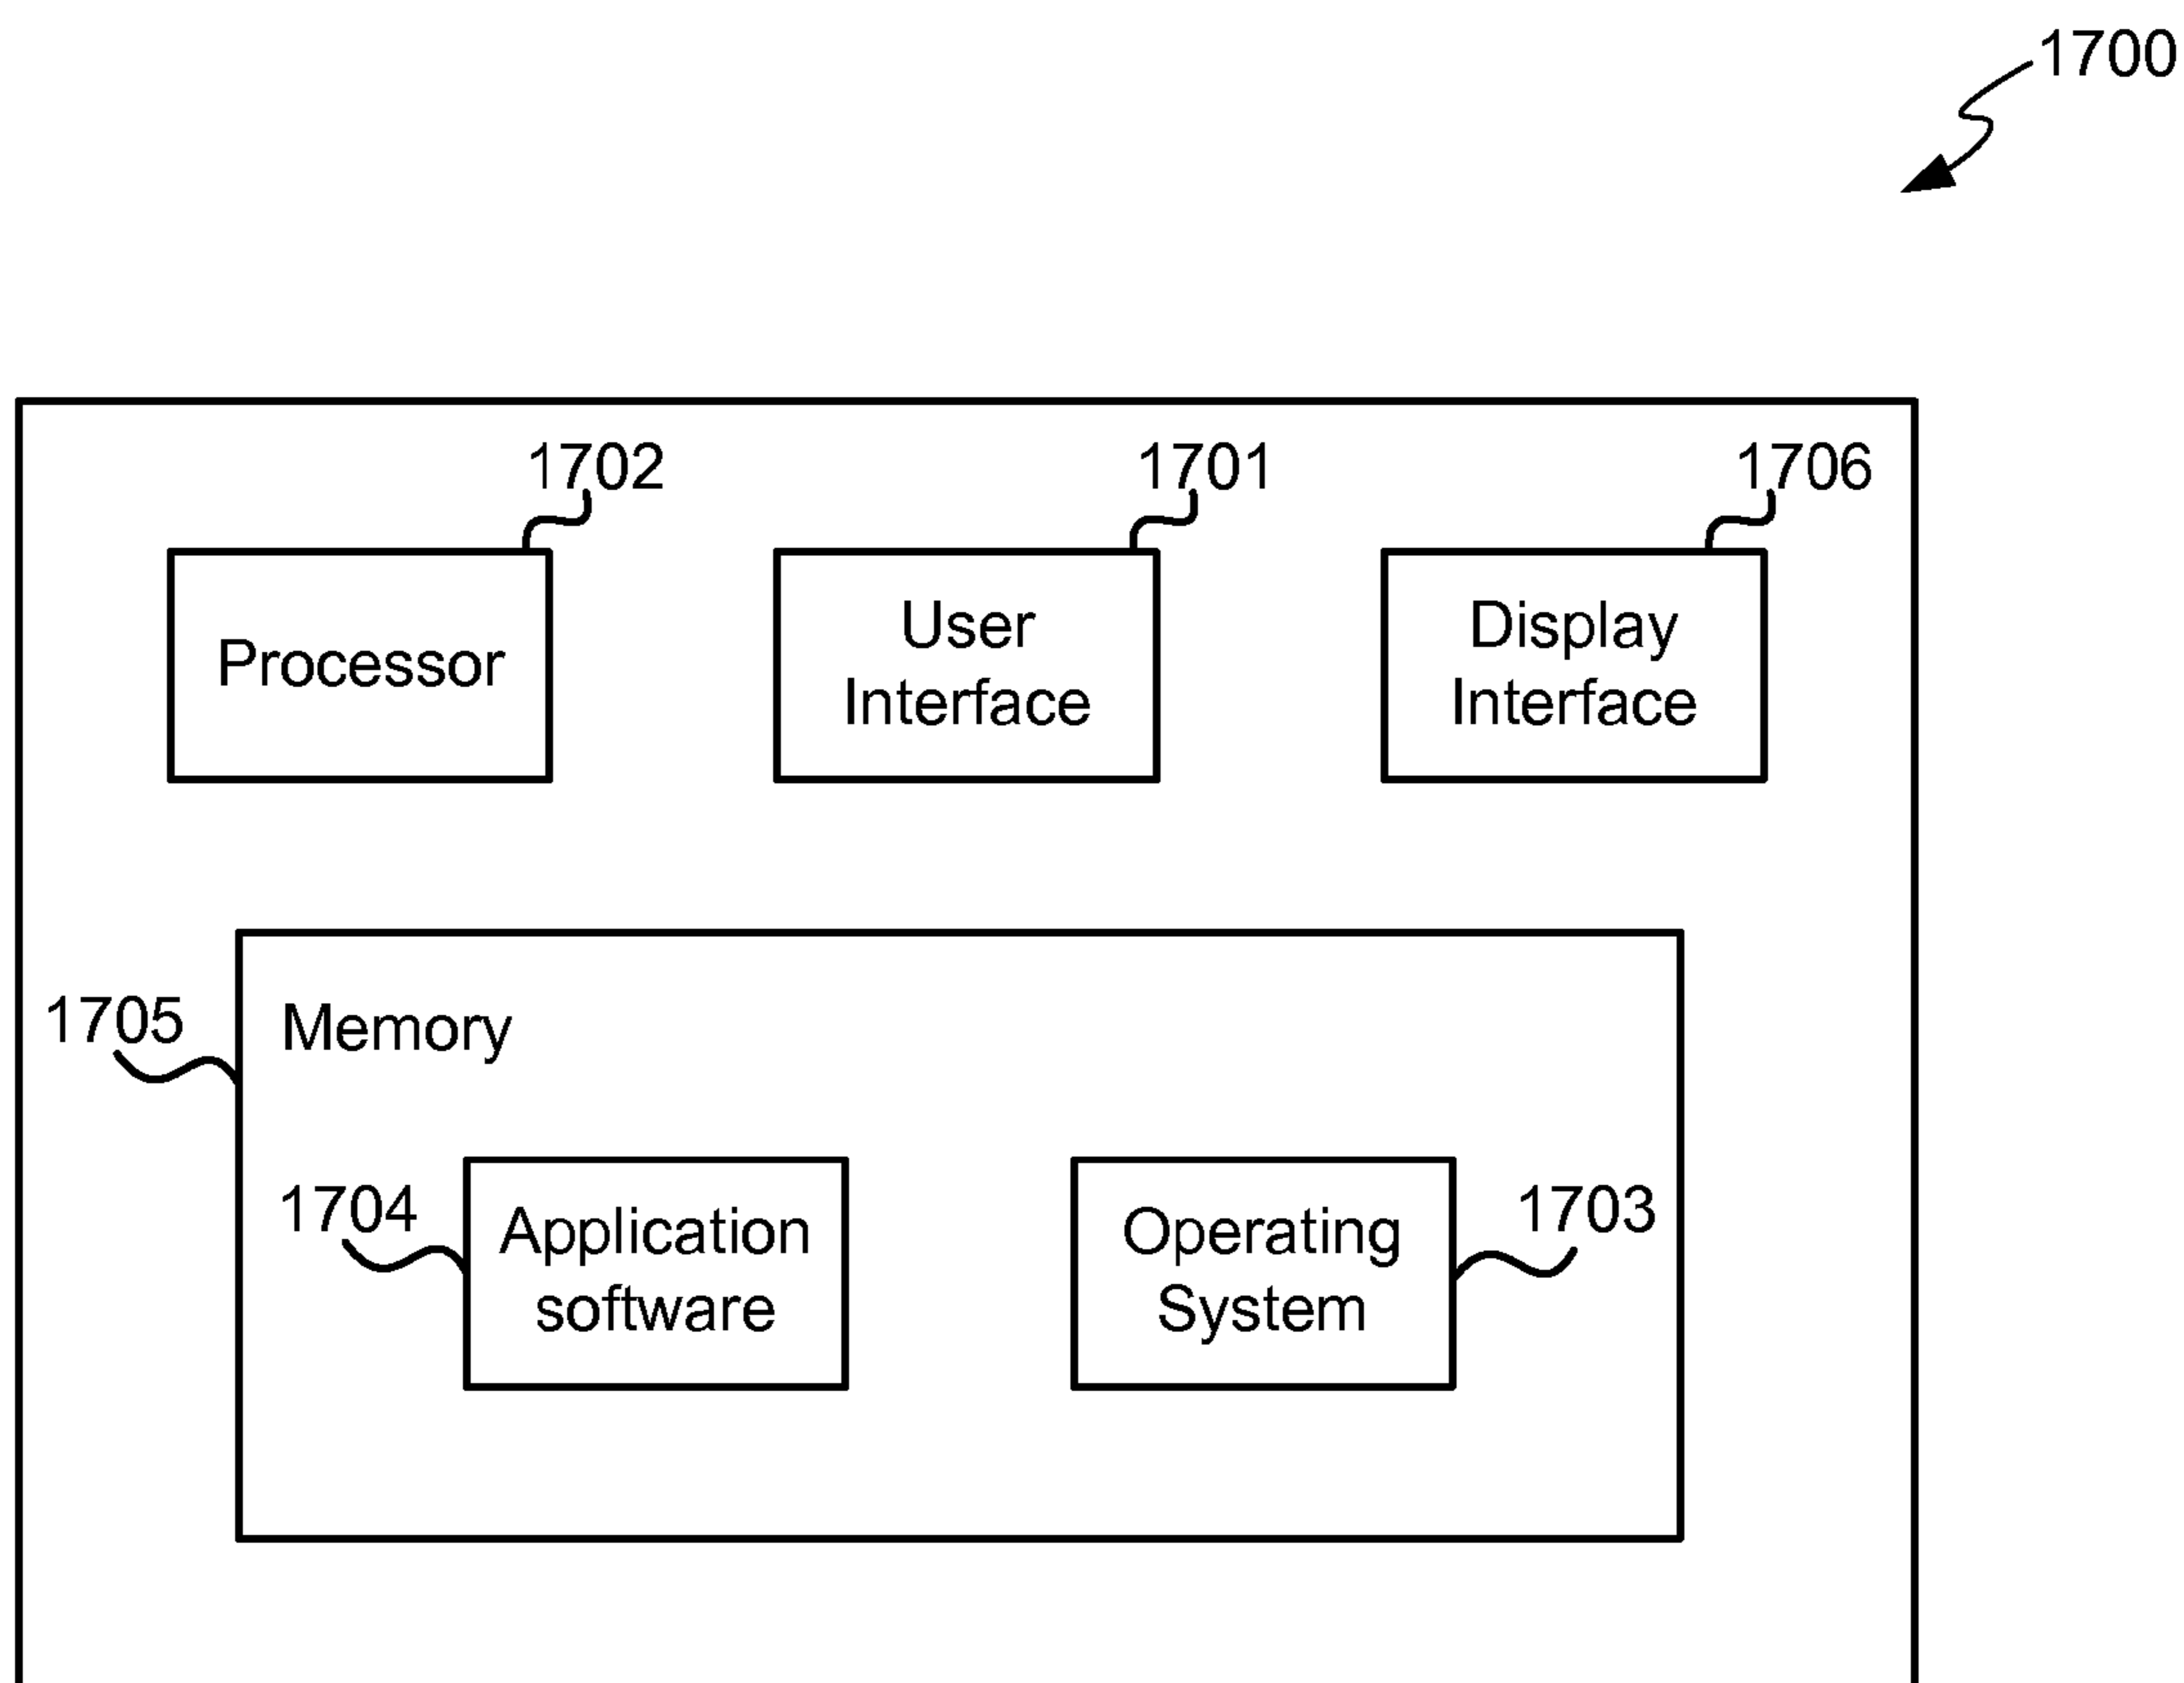 1700
1702
1701
1706
Processor
User
Interface
Display
Interface
1705
Memory
1704
Application
software
Operating
System
1703